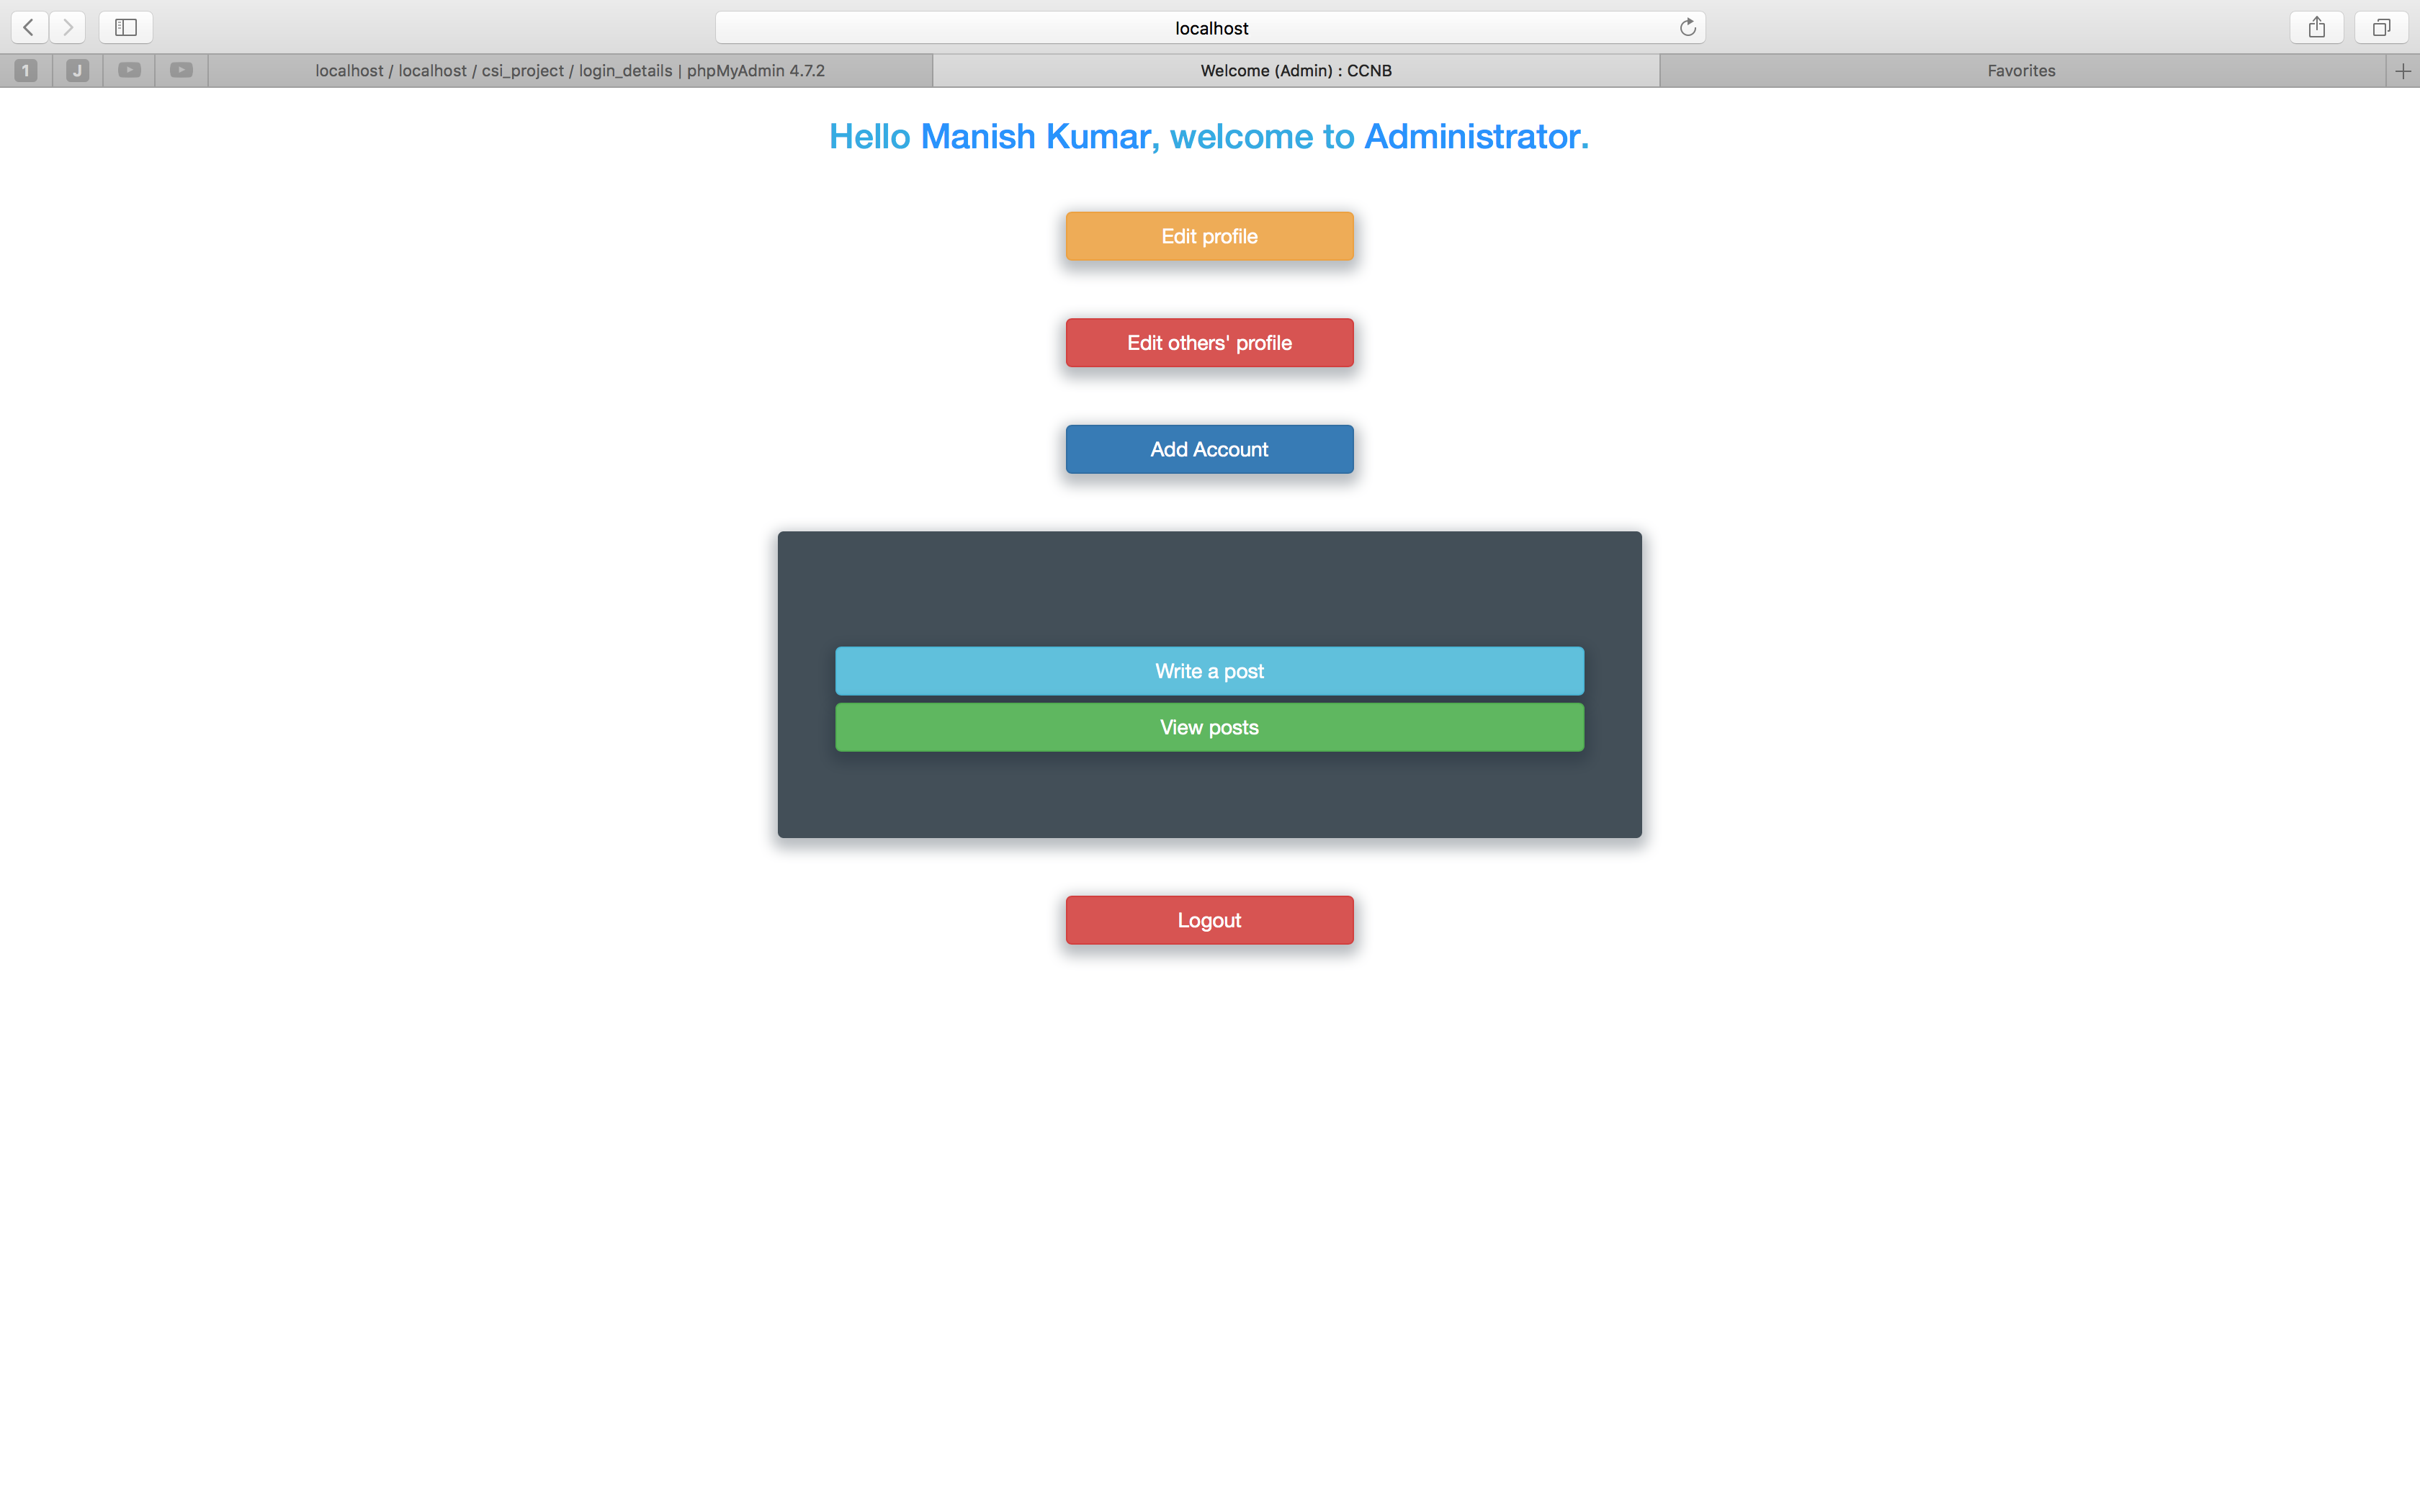 localhost
1
J
localhost / localhost / csi_project / login_details | phpMyAdmin 4.7.2
Welcome (Admin) : CCNB
Favorites
Hello Manish Kumar, welcome to Administrator.
Edit profile
Edit others' profile
Add Account
Write a post
View posts
Logout